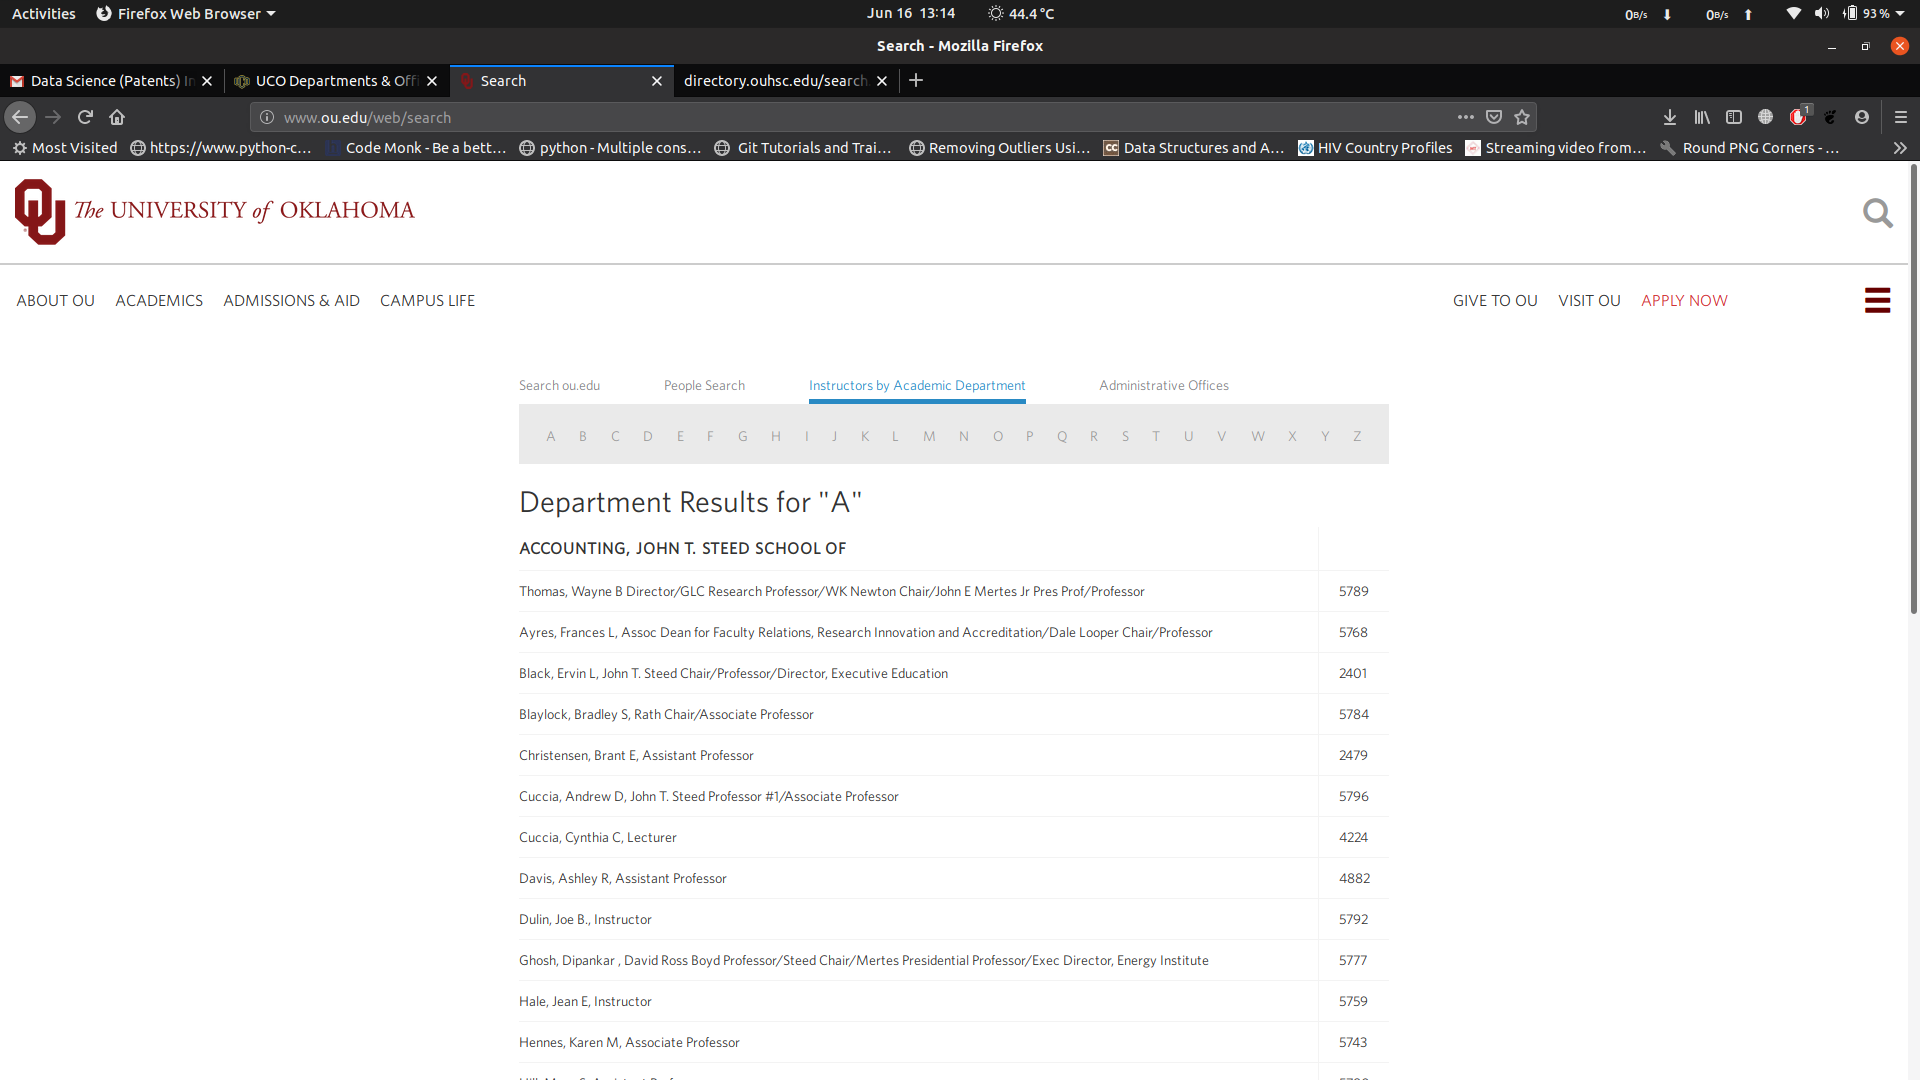 Activities Firefox Web Browser Jun 16 13:14 44.4 °C 0B/s 0B/s 93 %
Search - Mozilla Firefox
Data Science (Patents) In UCO Departments & Offi Search directory.ouhsc.edu/search
www.ou.edu/web/search 1
Most Visited https://www.python-c... Code Monk - Be a bett... python - Multiple cons... Git Tutorials and Trai... Removing Outliers Usi... CC Data Structures and A... HIV Country Profiles Streaming video from... Round PNG Corners - ...
The UNIVERSITY of OKLAHOMA
ABOUT OU ACADEMICS ADMISSIONS & AID CAMPUS LIFE GIVE TO OU VISIT OU APPLY NOW
Search ou.edu People Search Instructors by Academic Department Administrative Offices
A B C D E F G H I J K L M N O P Q R S T U V W X Y Z
Department Results for "A"
ACCOUNTING, JOHN T. STEED SCHOOL OF
Thomas, Wayne B Director/GLC Research Professor/WK Newton Chair/John E Mertes Jr Pres Prof/Professor 5789
Ayres, Frances L, Assoc Dean for Faculty Relations, Research Innovation and Accreditation/Dale Looper Chair/Professor 5768
Black, Ervin L, John T. Steed Chair/Professor/Director, Executive Education 2401
Blaylock, Bradley S, Rath Chair/Associate Professor 5784
Christensen, Brant E, Assistant Professor 2479
Cuccia, Andrew D, John T. Steed Professor #1/Associate Professor 5796
Cuccia, Cynthia C, Lecturer 4224
Davis, Ashley R, Assistant Professor 4882
Dulin, Joe B., Instructor 5792
Ghosh, Dipankar , David Ross Boyd Professor/Steed Chair/Mertes Presidential Professor/Exec Director, Energy Institute 5777
Hale, Jean E, Instructor 5759
Hennes, Karen M, Associate Professor 5743